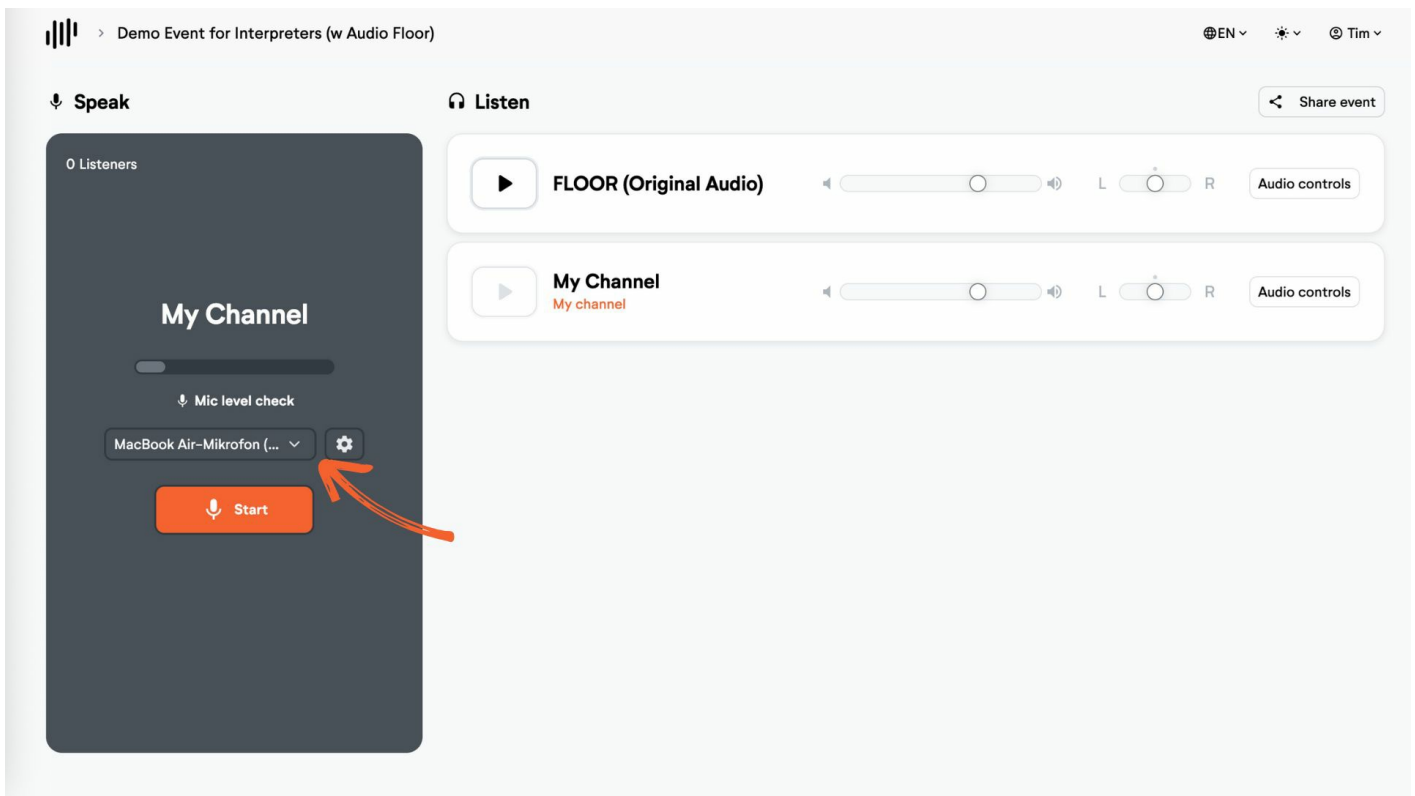 Demo Event for Interpreters (w Audio Floor)
EN
Tim
Speak
0 Listeners
My Channel
Mic level check
MacBook Air-Mikrofon (...
Start
Listen
Share event
FLOOR (Original Audio)
L R
Audio controls
My Channel
My channel
L R
Audio controls